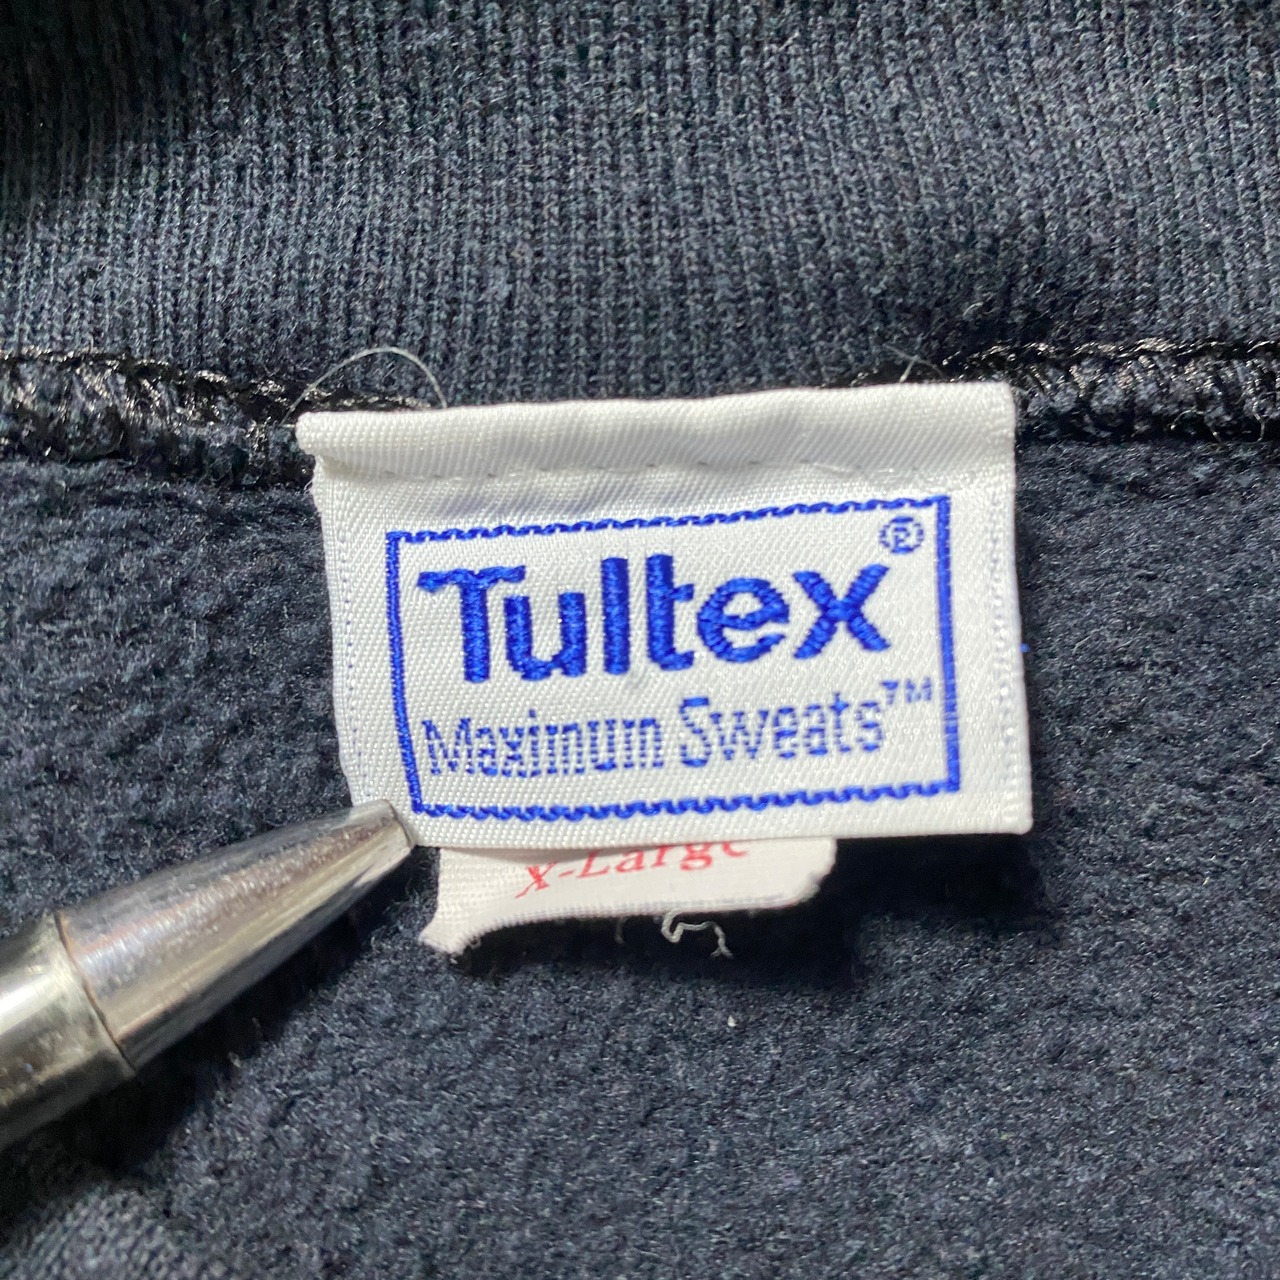 Tultex®
Maximum Sweats™
X-Large